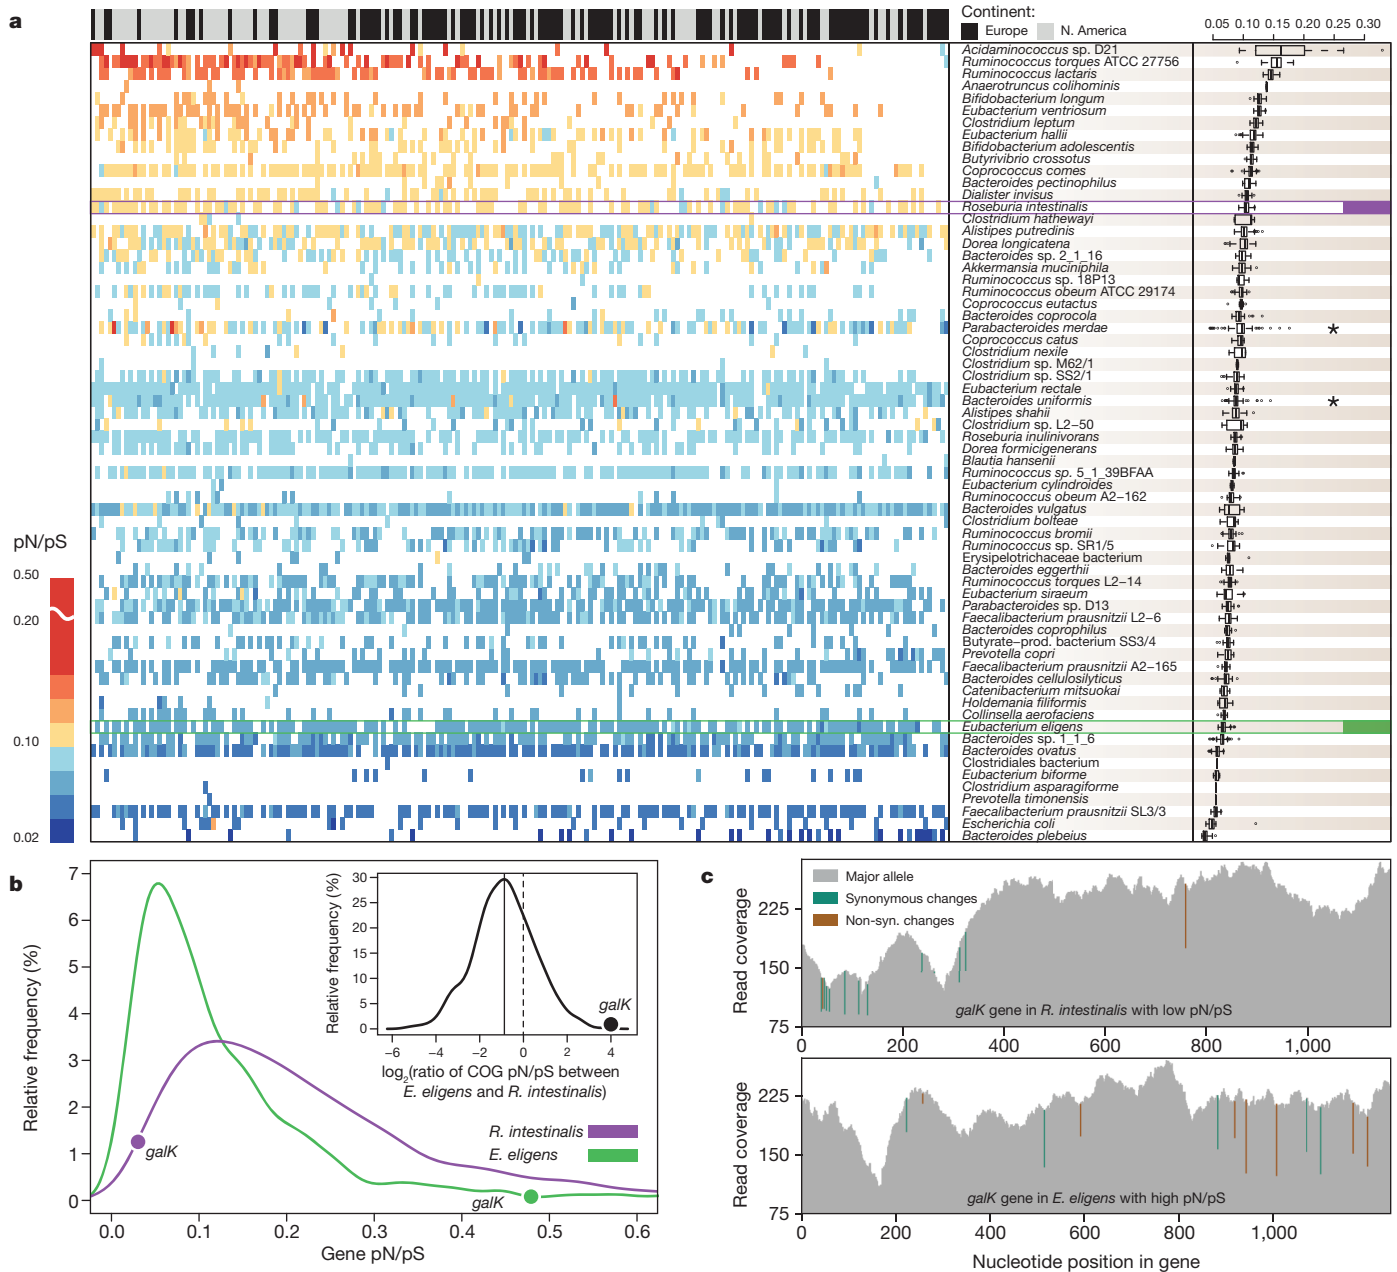 a
Continent:
Europe
N. America
0.05 0.10 0.15 0.20 0.25 0.30
Acidaminococcus sp. D21
Ruminococcus torques ATCC 27756
Ruminococcus lactaris
Anaerotruncus colihominis
Bifidobacterium longum
Eubacterium ventriosum
Clostridium leptum
Eubacterium hallii
Bifidobacterium adolescentis
Butyrivibrio crossotus
Coprococcus comes
Bacteroides pectinophilus
Dialister invisus
Roseburia intestinalis
Clostridium hathewayi
Alistipes putredinis
Dorea longicatena
Bacteroides sp. 2_1_16
Akkermansia muciniphila
Ruminococcus sp. 18P13
Ruminococcus obeum ATCC 29174
Coprococcus eutactus
Bacteroides coprocola
Parabacteroides merdae
*
Coprococcus catus
Clostridium nexile
Clostridium sp. M62/1
Clostridium sp. SS2/1
Eubacterium rectale
Bacteroides uniformis
*
Alistipes shahii
Clostridium sp. L2−50
Roseburia inulinivorans
Dorea formicigenerans
Blautia hansenii
Ruminococcus sp. 5_1_39BFAA
Eubacterium cylindroides
Ruminococcus obeum A2−162
Bacteroides vulgatus
Clostridium bolteae
Ruminococcus bromii
Ruminococcus sp. SR1/5
Erysipelotrichaceae bacterium
Bacteroides eggerthii
Ruminococcus torques L2−14
Eubacterium siraeum
Parabacteroides sp. D13
Faecalibacterium prausnitzii L2−6
Bacteroides coprophilus
Butyrate−prod. bacterium SS3/4
Prevotella copri
Faecalibacterium prausnitzii A2−165
Bacteroides cellulosilyticus
Catenibacterium mitsuokai
Holdemania filiformis
Collinsella aerofaciens
Eubacterium eligens
Bacteroides sp. 1_1_6
Bacteroides ovatus
Clostridiales bacterium
Eubacterium biforme
Clostridium asparagiforme
Prevotella timonensis
Faecalibacterium prausnitzii SL3/3
Escherichia coli
Bacteroides plebeius
pN/pS
0.50
0.20
0.10
0.02
b
Relative frequency (%)
7
6
5
4
3
2
1
0
0.0 0.1 0.2 0.3 0.4 0.5 0.6
Gene pN/pS
galK
galK
R. intestinalis
E. eligens
Relative frequency (%)
30
25
20
15
10
5
0
−6 −4 −2 0 2 4
galK
log2(ratio of COG pN/pS between
E. eligens and R. intestinalis)
c
Major allele
Synonymous changes
Non-syn. changes
Read coverage
225
150
75
galK gene in R. intestinalis with low pN/pS
0 200 400 600 800 1,000
Read coverage
225
150
75
galK gene in E. eligens with high pN/pS
0 200 400 600 800 1,000
Nucleotide position in gene